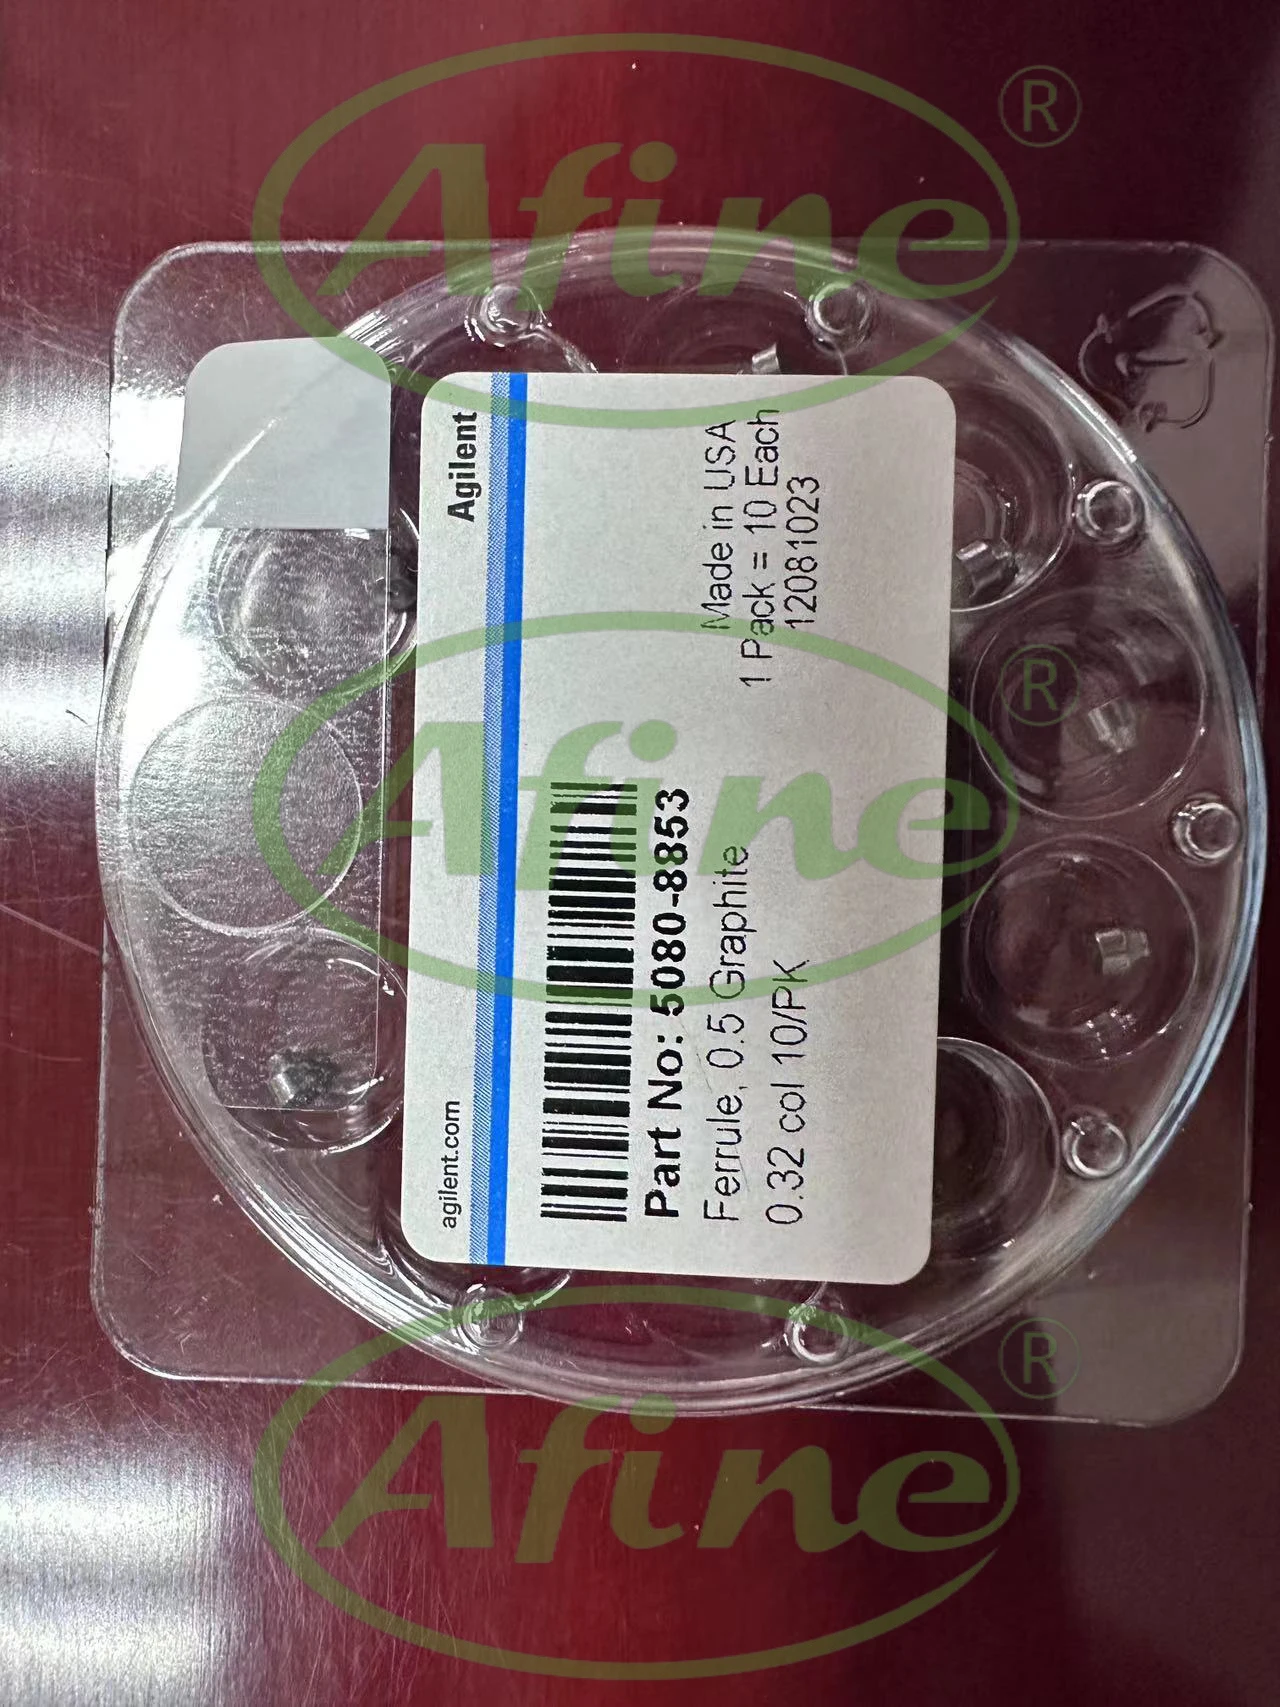 Afine ®
agilent.com
Agilent
Part No: 5080-8853
Ferrule, 0.5 Graphite
0.32 col 10/PK
Made in USA
1 Pack = 10 Each
12081023
Afine ®
Afine ®